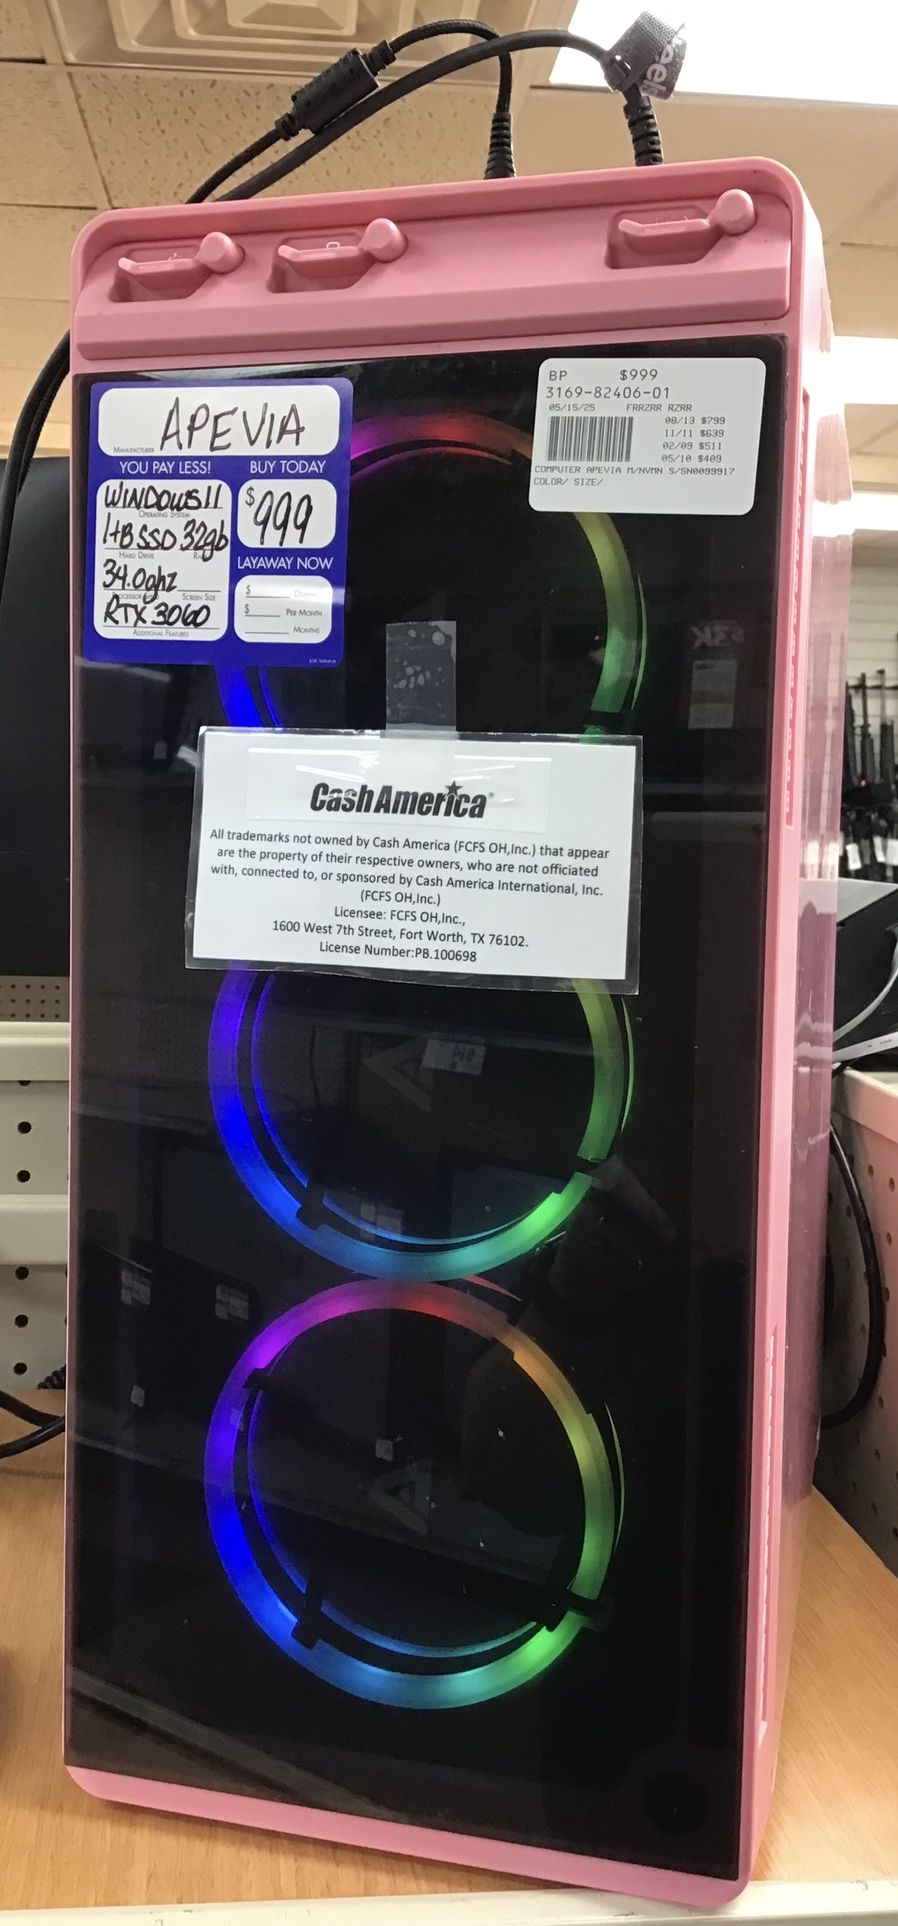 BP $999
3169-82406-01
05/15/25 FRRZRR RZRR
08/13 $799
11/11 $639
02/09 $511
05/10 $409
COMPUTER APEVIA M/NVMN S/SN0099917
COLOR/ SIZE/
MANUFACTURER APEVIA
YOU PAY LESS! BUY TODAY
WINDOWS 11
OPERATING SYSTEM
$999
1+B SSD 32gb
HARD DRIVE
LAYAWAY NOW
34.0ghz
SCREEN SIZE
$ DOWN
RTX 3060
$ PER MONTH
ADDITIONAL FEATURES
MONTHS
Cash America
All trademarks not owned by Cash America (FCFS OH,Inc.) that appear
are the property of their respective owners, who are not officiated
with, connected to, or sponsored by Cash America International, Inc.
(FCFS OH,Inc.)
Licensee: FCFS OH,Inc.,
1600 West 7th Street, Fort Worth, TX 76102.
License Number:PB.100698